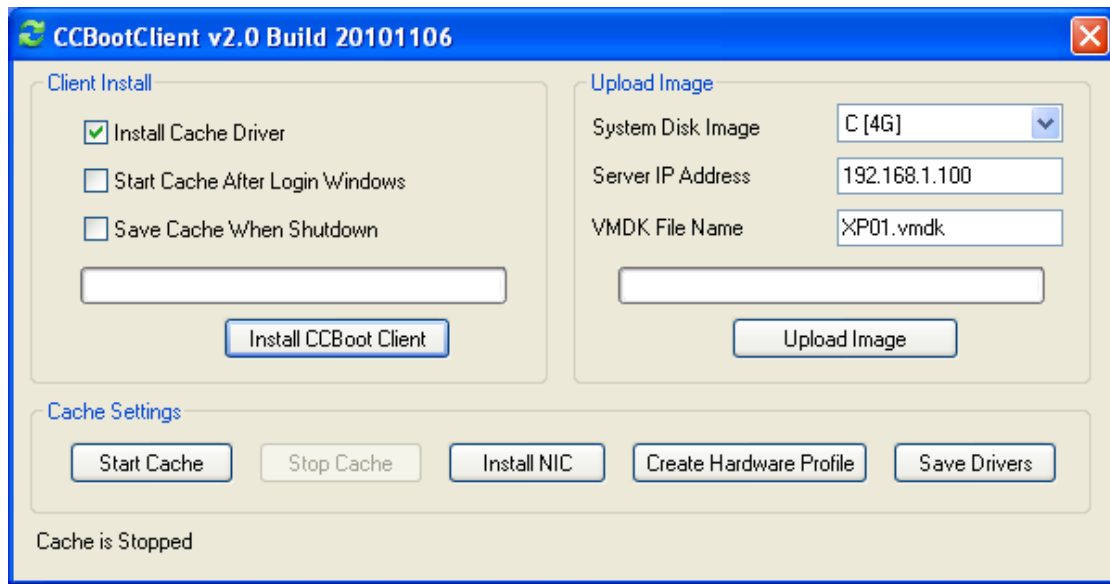 CCBootClient v2.0 Build 20101106
Client Install
Install Cache Driver
Start Cache After Login Windows
Save Cache When Shutdown
Install CCBoot Client
Upload Image
System Disk Image C [4G]
Server IP Address 192.168.1.100
VMDK File Name XP01.vmdk
Upload Image
Cache Settings
Start Cache Stop Cache Install NIC Create Hardware Profile Save Drivers
Cache is Stopped